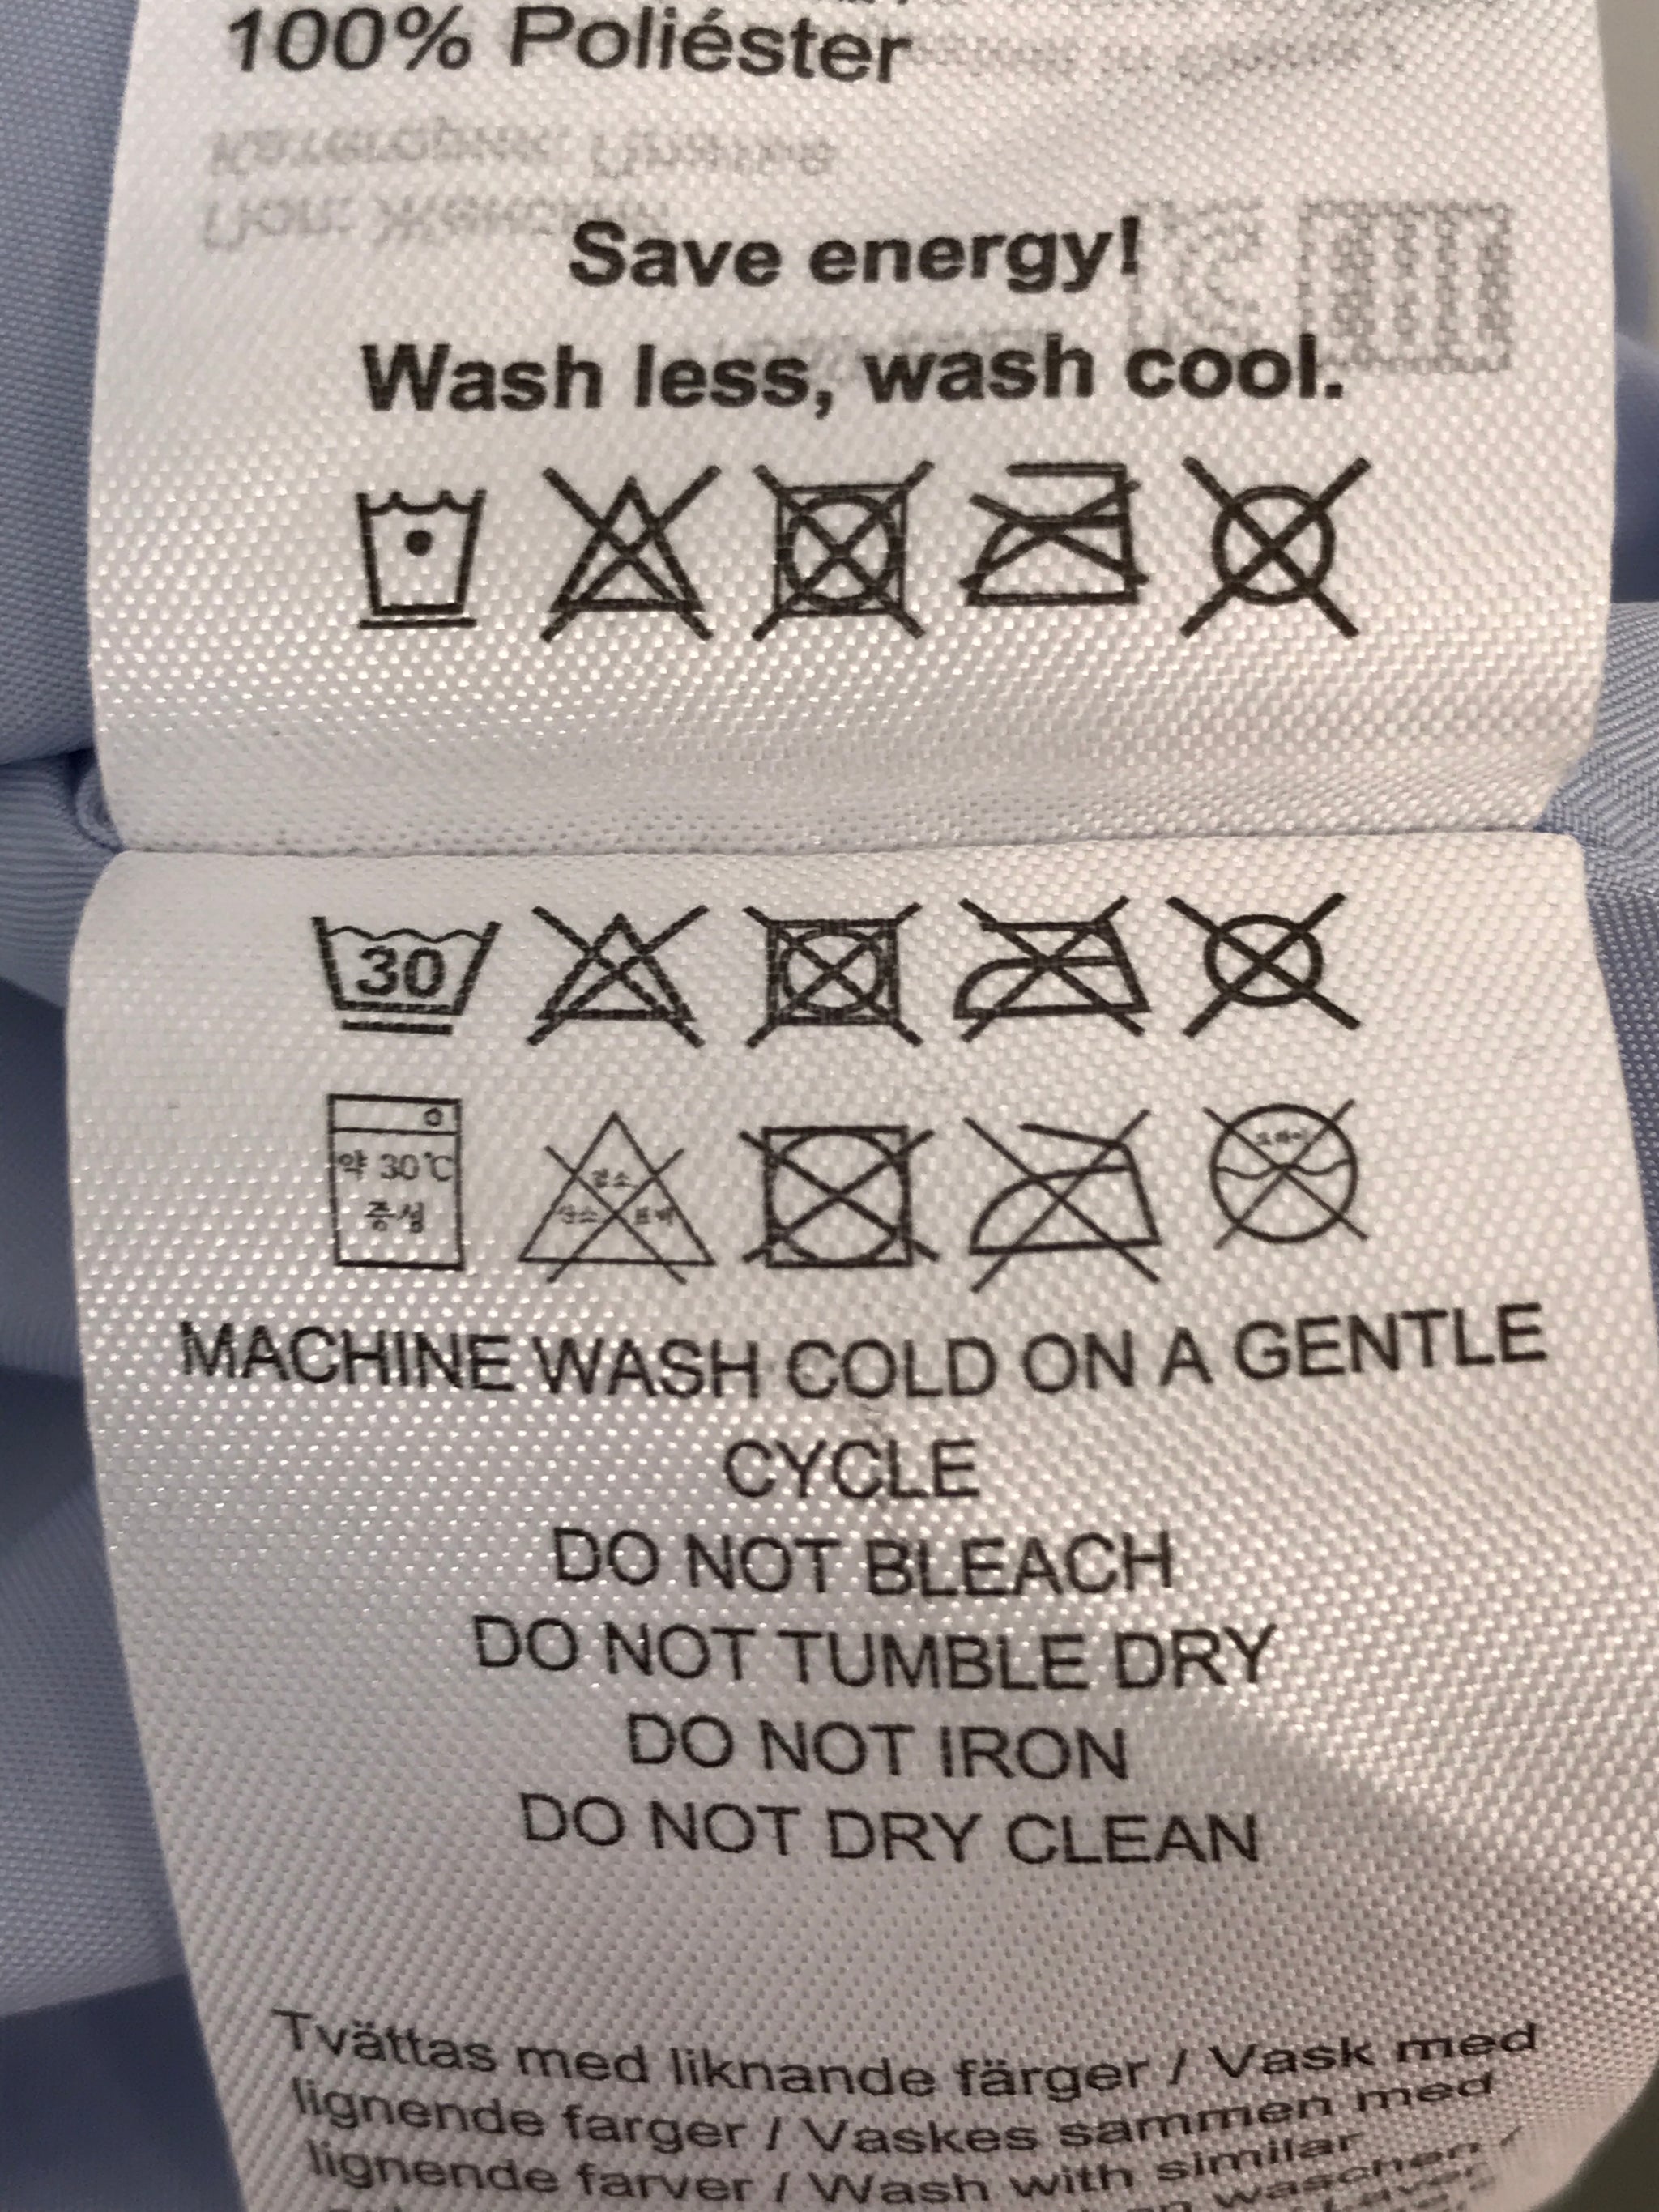 100% Poliéster
Save energy!
Wash less, wash cool.
30
약 30℃
중성
MACHINE WASH COLD ON A GENTLE
CYCLE
DO NOT BLEACH
DO NOT TUMBLE DRY
DO NOT IRON
DO NOT DRY CLEAN
Tvättas med liknande färger / Vask med
lignende farger / Vaskes sammen med
lignende farver / Wash with similar
waschen /